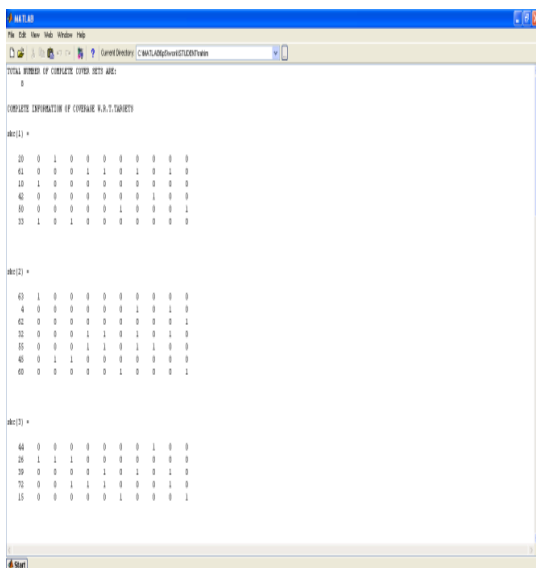 MATLAB
File Edit View Web Window Help
Current Directory:
TOTAL NUMBER OF COMPLETE COVER SETS ARE:
COMPLETE INFORMATION OF COVERAGE W.R.T.TARGETS
skc(1) =
20 0 1 0 0 0 0 0 0 0 0
61 0 0 0 1 1 0 1 0 1 0
10 1 0 0 0 0 0 0 0 0 0
42 0 0 0 0 0 0 0 1 0 0
50 0 0 0 0 0 1 0 0 0 1
33 1 0 1 0 0 0 0 0 0 0
skc(2) =
63 1 0 0 0 0 0 0 0 0 0
4 0 0 0 0 0 0 1 0 1 0
62 0 0 0 0 0 0 0 0 0 1
32 0 0 0 1 1 0 1 0 1 0
55 0 0 0 1 1 0 1 1 0 0
45 0 1 1 0 0 0 0 0 0 0
60 0 0 0 0 0 1 0 0 0 1
skc(3) =
44 0 0 0 0 0 0 0 1 0 0
26 1 1 1 0 0 0 0 0 0 0
39 0 0 0 0 1 0 1 0 1 0
72 0 0 1 1 1 0 0 0 1 0
15 0 0 0 0 0 1 0 0 0 1
Start